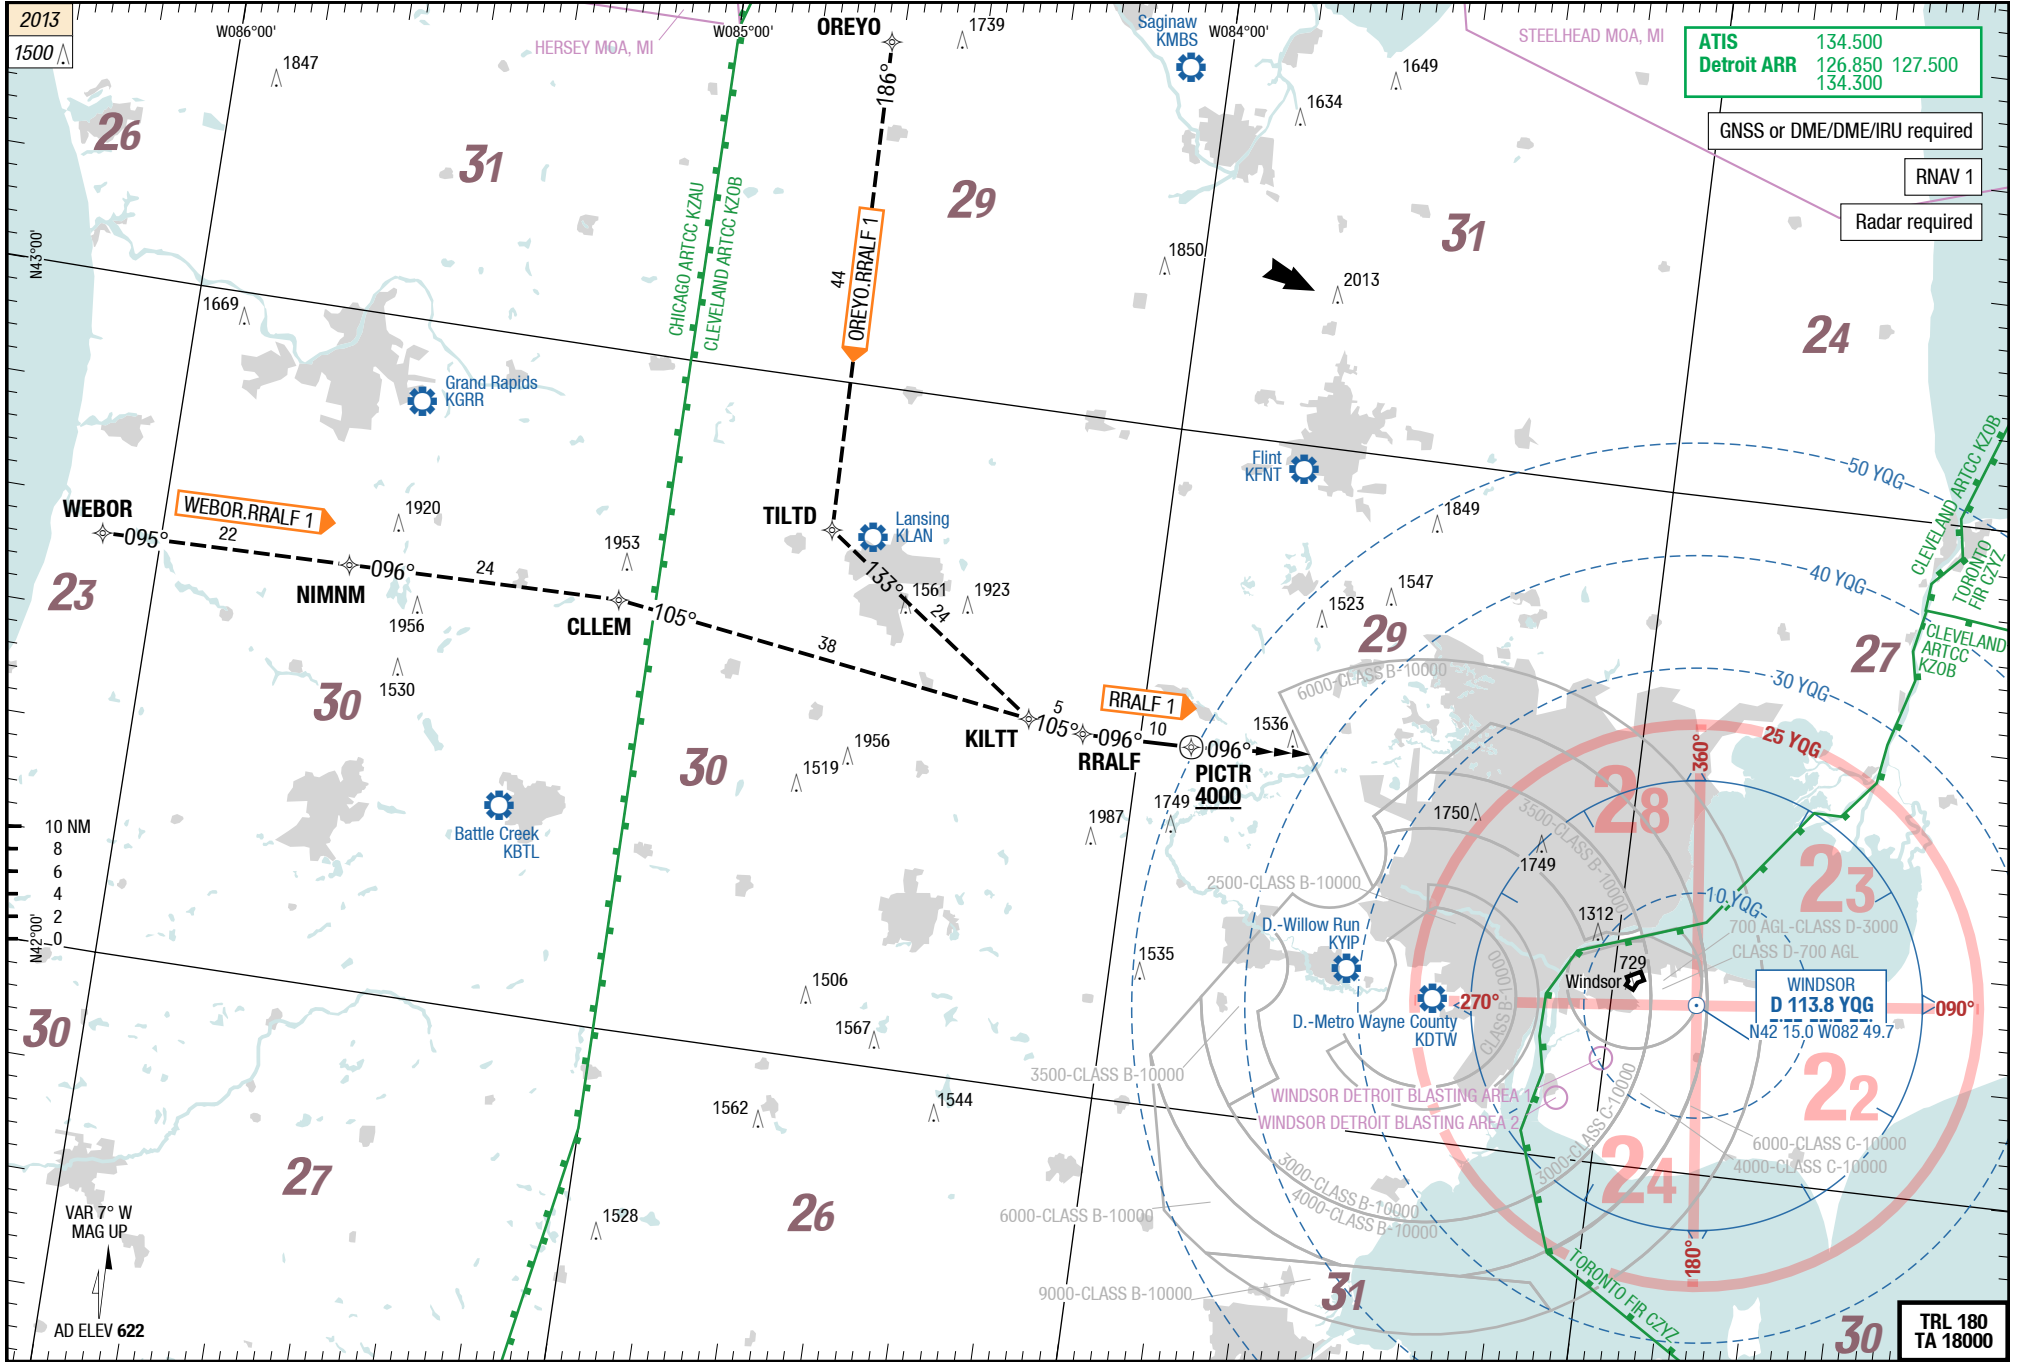 2013
1500
W086°00'
HERSEY MOA, MI
W085°00'
OREYO
1739
Saginaw
KMBS
W084°00'
STEELHEAD MOA, MI
ATIS 134.500
Detroit ARR 126.850 127.500
134.300
GNSS or DME/DME/IRU required
RNAV 1
Radar required
1847
1649
1634
186°
26
31
29
31
24
CHICAGO ARTCC KZAU
CLEVELAND ARTCC KZOB
44
OREYO.RRALF 1
N43°00'
1850
2013
1669
Grand Rapids
KGRR
Flint
KFNT
50 YQG
CLEVELAND ARTCC KZOB
TORONTO
FIR CZYZ
CLEVELAND
ARTCC
KZOB
WEBOR
WEBOR.RRALF 1
095°
22
1920
NIMNM
096°
24
1953
TILTD
Lansing
KLAN
133°
1561
24
1923
1849
40 YQG
1547
1523
23
1956
1530
CLLEM
105°
38
29
27
30
30
6000-CLASS B-10000
30 YQG
KILTT
5
105°
RRALF 1
RRALF
096°
10
096°
PICTR
4000
1536
25 YQG
360°
28
1956
1519
1749
1987
1750
1749
3500-CLASS B-10000
Battle Creek
KBTL
10 NM
8
6
4
2
0
N42°00'
2500-CLASS B-10000
23
10 YQG
1312
700 AGL-CLASS D-3000
CLASS D-700 AGL
D.-Willow Run
KYIP
1535
729
Windsor
WINDSOR
D 113.8 YQG
N42 15.0 W082 49.7
270°
090°
D.-Metro Wayne County
KDTW
CLASS B-10000
1506
1567
30
3500-CLASS B-10000
WINDSOR DETROIT BLASTING AREA 1
WINDSOR DETROIT BLASTING AREA 2
22
1562
1544
3000-CLASS C-10000
6000-CLASS C-10000
4000-CLASS C-10000
24
27
26
3000-CLASS B-10000
4000-CLASS B-10000
6000-CLASS B-10000
1528
180°
VAR 7° W
MAG UP
9000-CLASS B-10000
31
TORONTO FIR CZYZ
30
AD ELEV 622
TRL 180
TA 18000